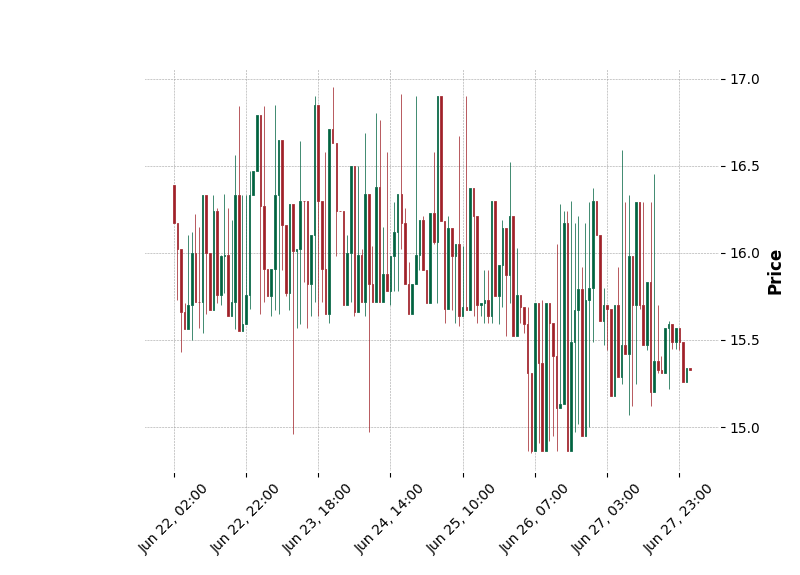 17.0
16.5
16.0
15.5
15.0
Price
Jun 22, 02:00
Jun 22, 22:00
Jun 23, 18:00
Jun 24, 14:00
Jun 25, 10:00
Jun 26, 07:00
Jun 27, 03:00
Jun 27, 23:00